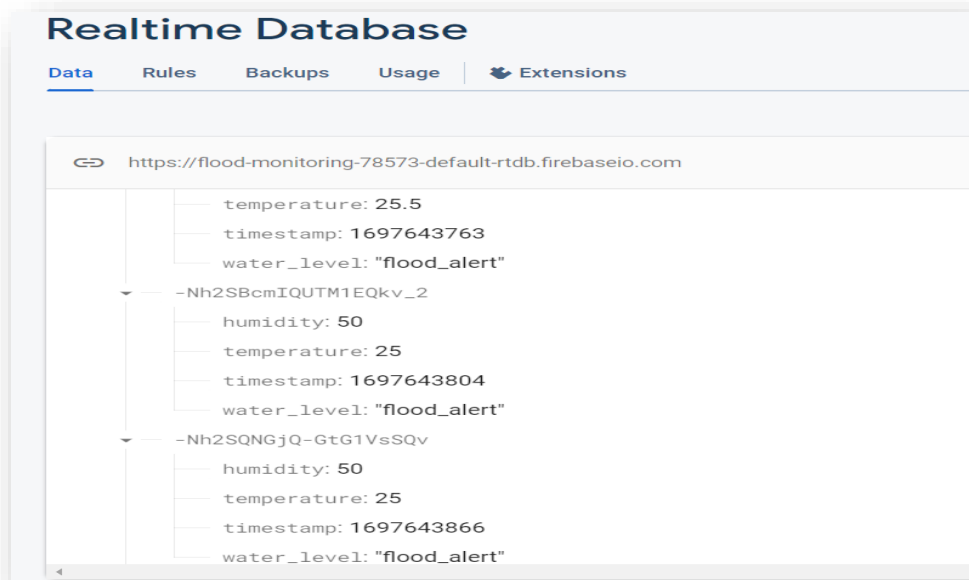 Realtime Database
Data Rules Backups Usage Extensions
https://flood-monitoring-78573-default-rtdb.firebaseio.com
temperature: 25.5
timestamp: 1697643763
water_level: "flood_alert"
-Nh2SBcmIQUTM1EQkv_2
humidity: 50
temperature: 25
timestamp: 1697643804
water_level: "flood_alert"
-Nh2SQNGjQ-GtG1VsSQv
humidity: 50
temperature: 25
timestamp: 1697643866
water_level: "flood_alert"